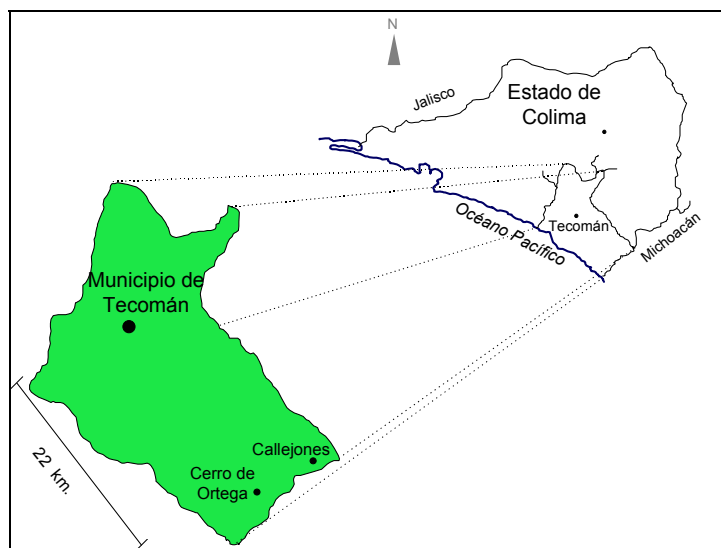 N
Jalisco
Estado de
Colima
Tecomán
Océano Pacífico
Michoacán
Municipio de
Tecomán
Callejones
Cerro de
Ortega
22 km.